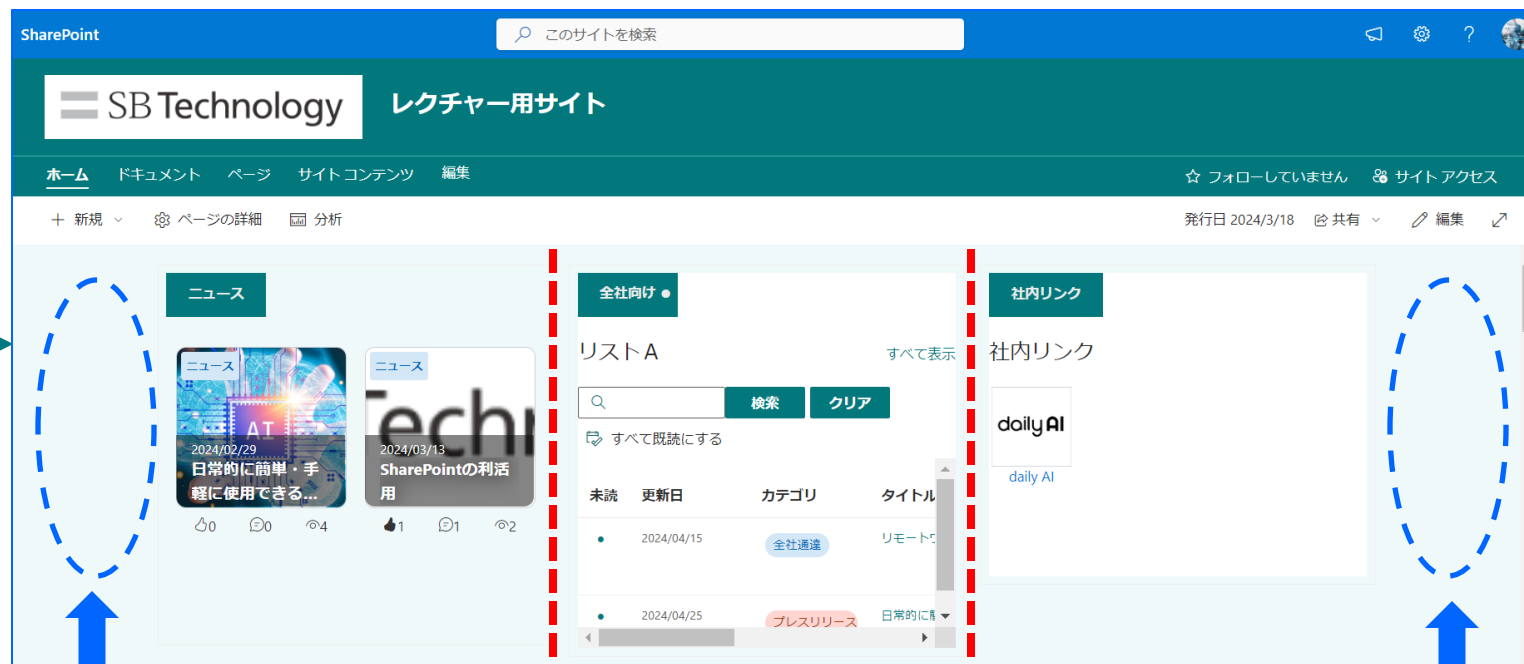 SharePoint
このサイトを検索
SB Technology
レクチャー用サイト
ホーム ドキュメント ページ サイト コンテンツ 編集
フォローしていません サイト アクセス
新規 ページの詳細 分析
発行日 2024/3/18 共有 編集
ニュース
ニュース
AI
2024/02/29
日常的に簡単・手
軽に使用できる...
0 0 4
ニュース
Techn
2024/03/13
SharePointの利活
用
1 1 2
全社向け
リストA
すべて表示
検索 クリア
すべて既読にする
未読 更新日 カテゴリ タイトル
2024/04/15 全社通達 リモートワ
2024/04/25 プレスリリース 日常的に簡
社内リンク
社内リンク
daily AI
daily AI